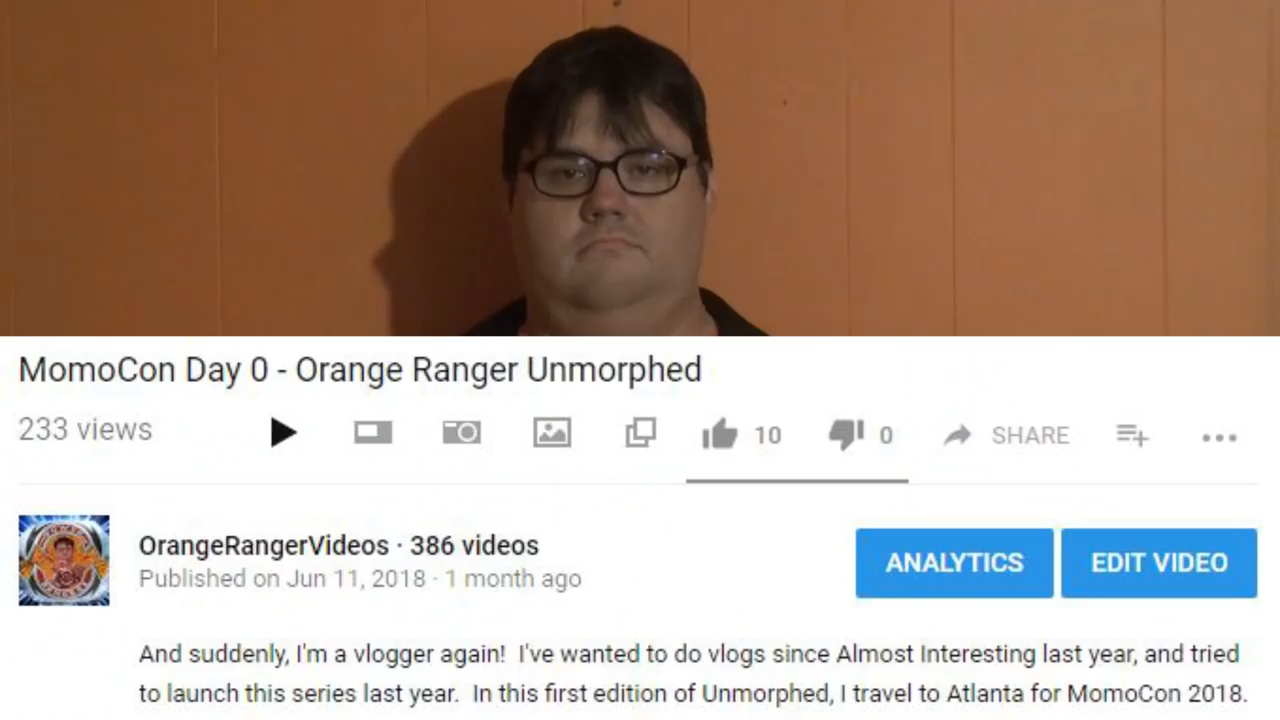 MomoCon Day 0 - Orange Ranger Unmorphed
233 views
10 0 SHARE
OrangeRangerVideos · 386 videos
Published on Jun 11, 2018 · 1 month ago
ANALYTICS EDIT VIDEO
And suddenly, I'm a vlogger again!  I've wanted to do vlogs since Almost Interesting last year, and tried
to launch this series last year.  In this first edition of Unmorphed, I travel to Atlanta for MomoCon 2018.